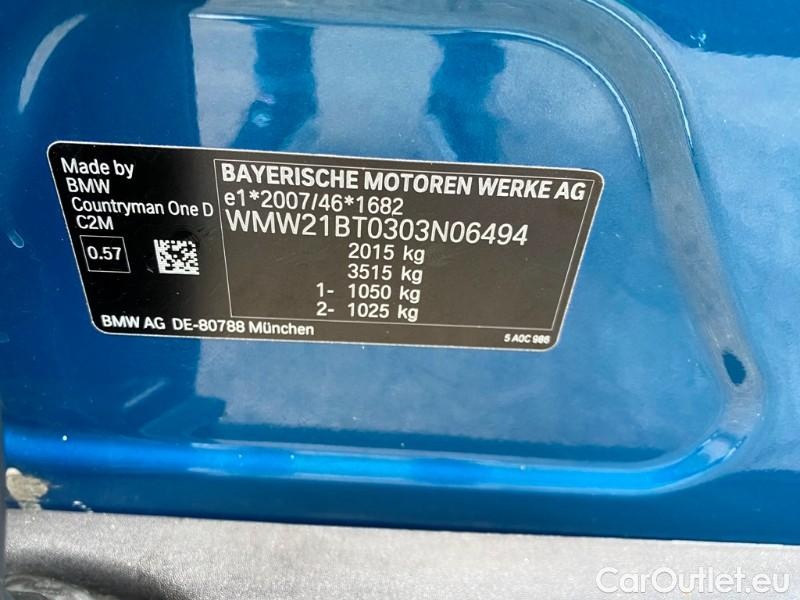 Made by
BMW
Countryman One D
C2M
0.57
BAYERISCHE MOTOREN WERKE AG
e1*2007/46*1682
WMW21BT0303N06494
2015 kg
3515 kg
1- 1050 kg
2- 1025 kg
BMW AG DE-80788 München
5 A0C 986
CarOutlet.eu